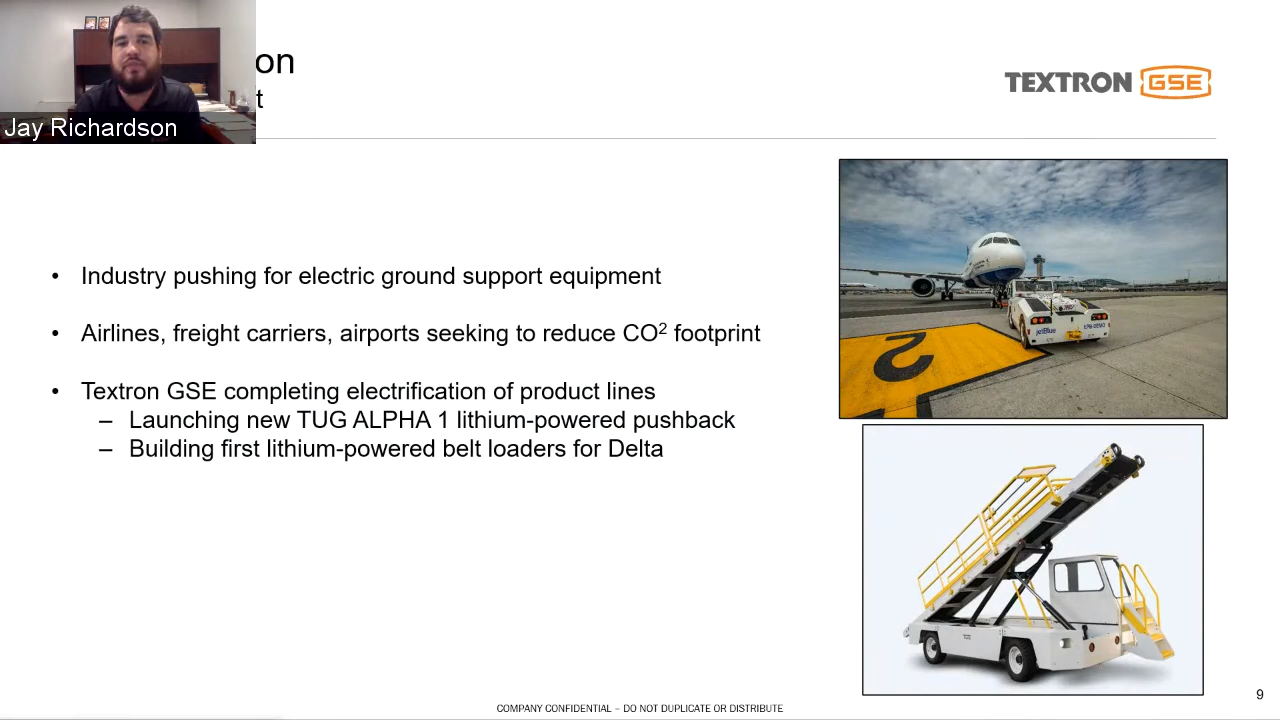 on
t
Jay Richardson
TEXTRON GSE
• Industry pushing for electric ground support equipment
• Airlines, freight carriers, airports seeking to reduce CO² footprint
• Textron GSE completing electrification of product lines
– Launching new TUG ALPHA 1 lithium-powered pushback
– Building first lithium-powered belt loaders for Delta
jetBlue
2
9
COMPANY CONFIDENTIAL – DO NOT DUPLICATE OR DISTRIBUTE